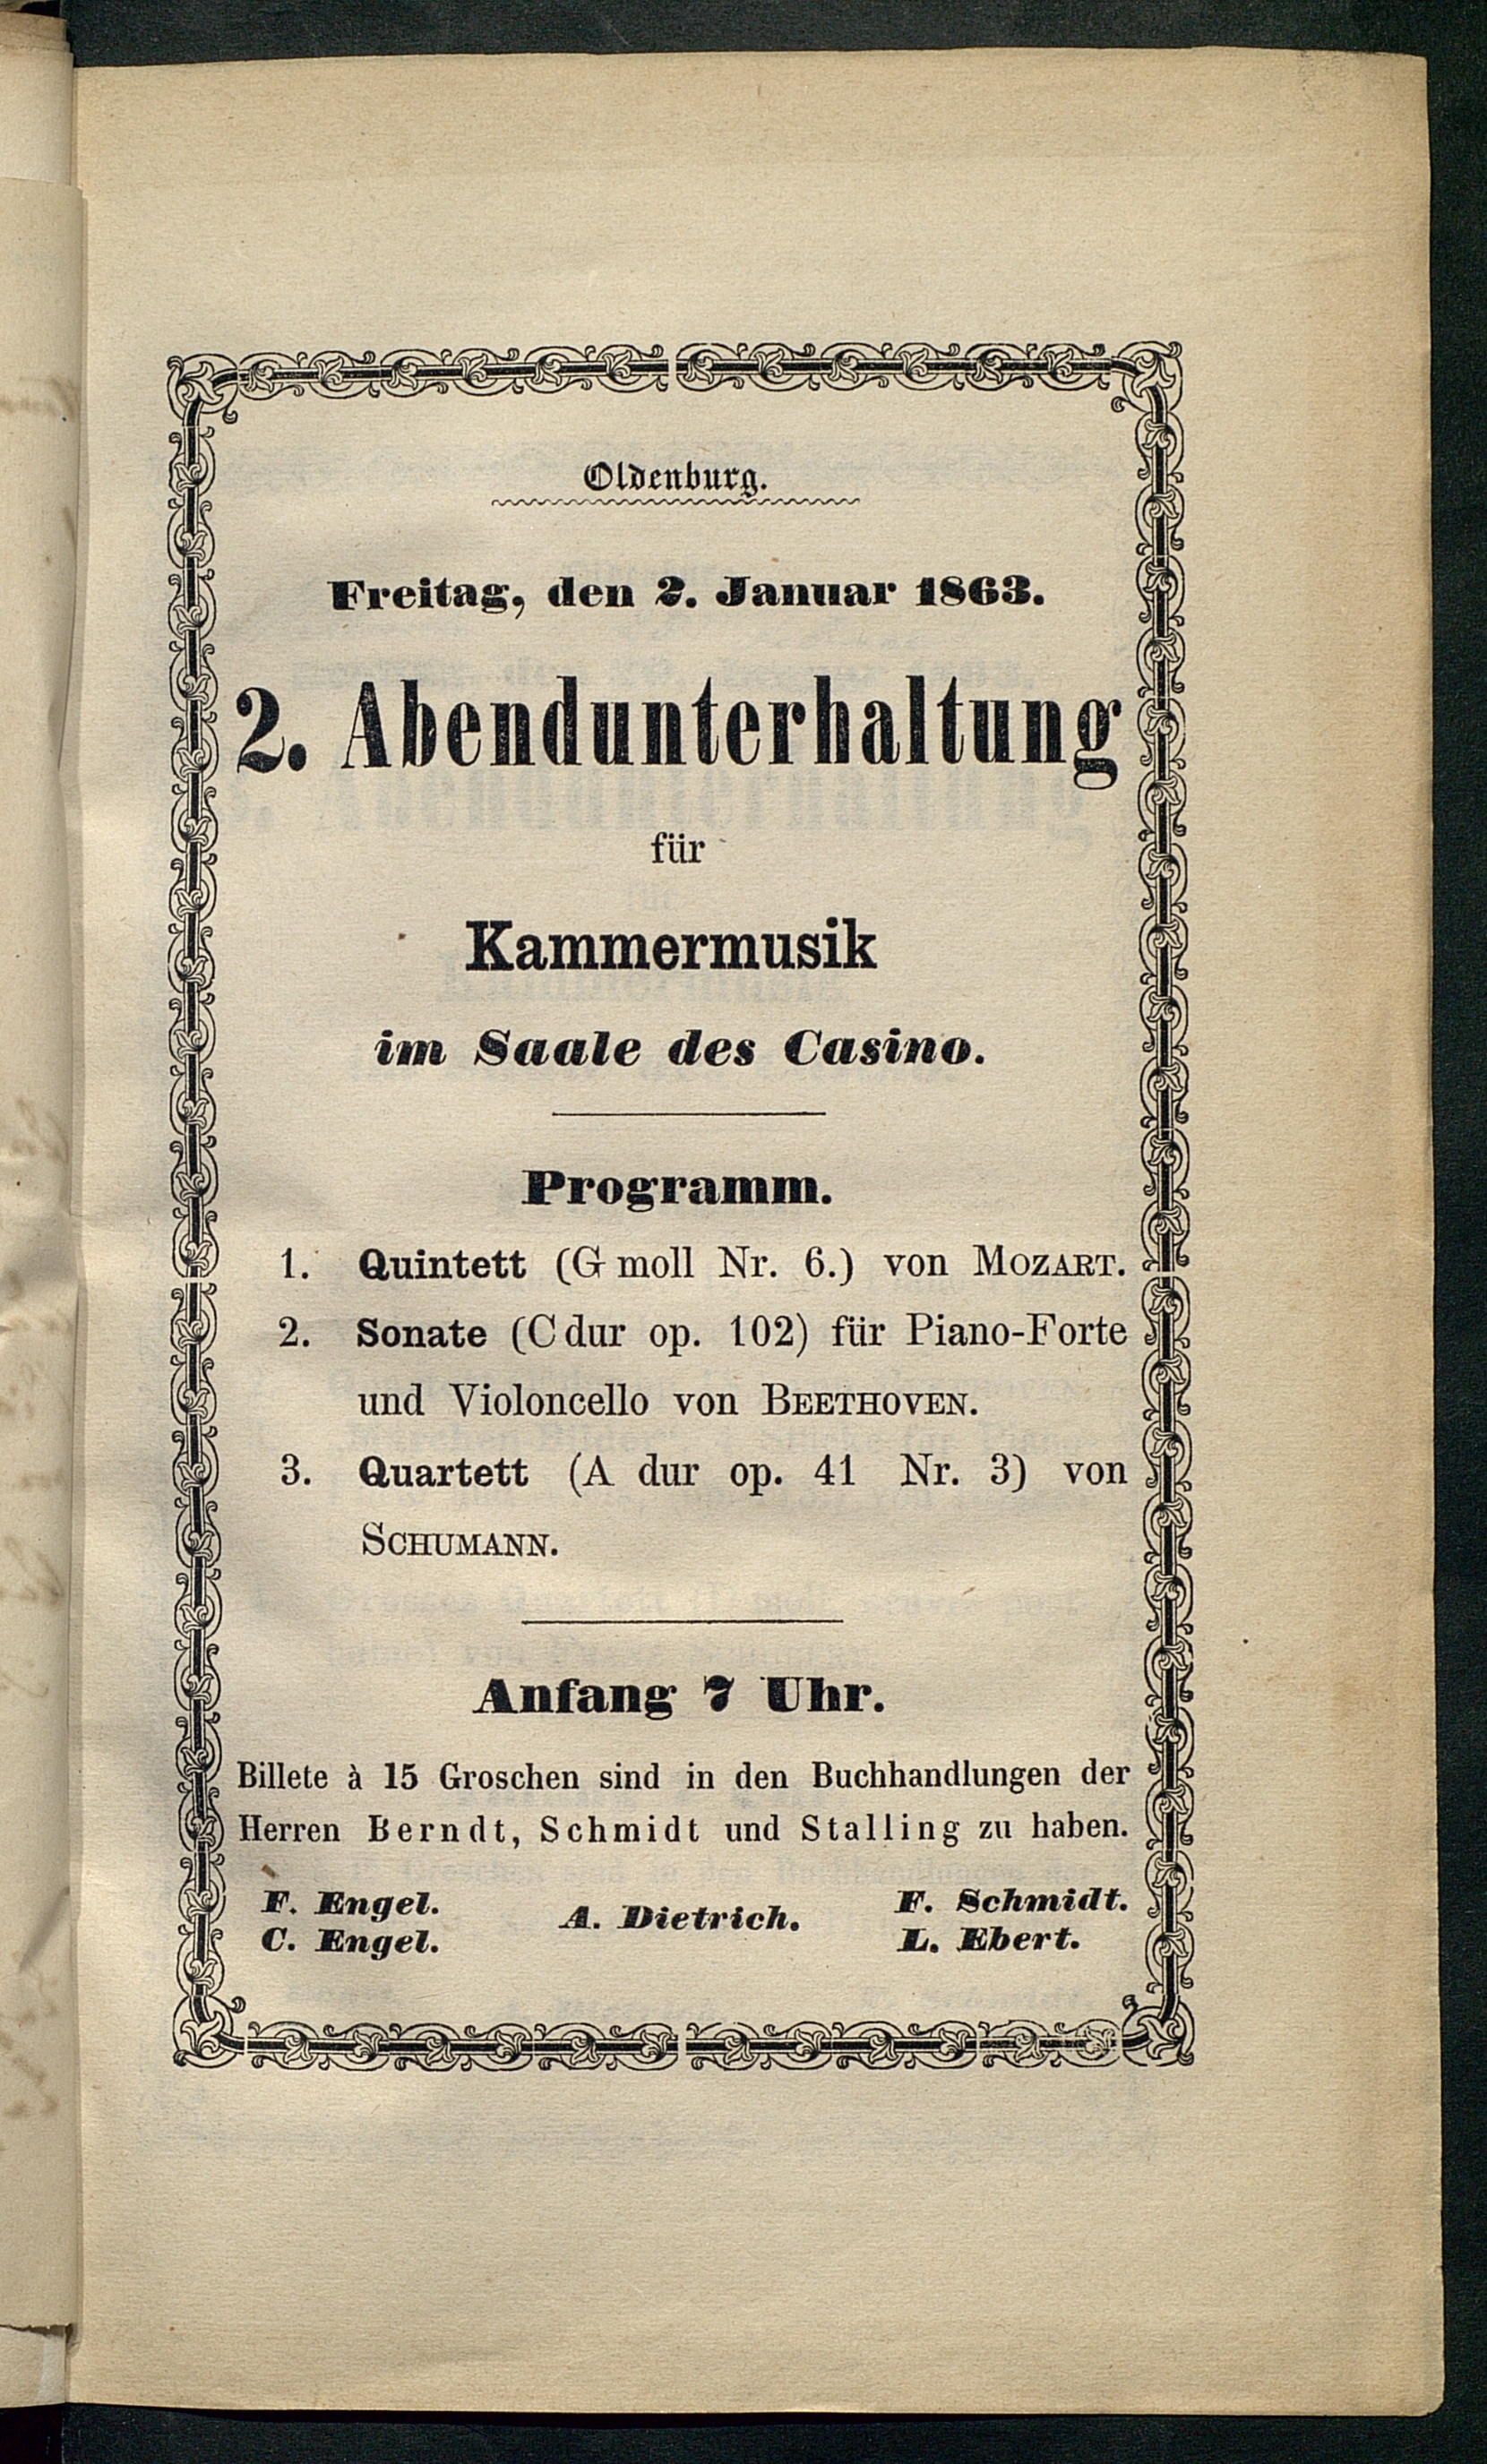 Oldenburg.
Freitag, den 2. Januar 1863.
2. Abendunterhaltung
für
Kammermusik
im Saale des Casino.
Programm.
1. Quintett (G moll Nr. 6.) von MOZART.
2. Sonate (C dur op. 102) für Piano-Forte
und Violoncello von BEETHOVEN.
3. Quartett (A dur op. 41 Nr. 3) von
SCHUMANN.
Anfang 7 Uhr.
Billete à 15 Groschen sind in den Buchhandlungen der
Herren Berndt, Schmidt und Stalling zu haben.
F. Engel.
C. Engel.
A. Dietrich.
F. Schmidt.
L. Ebert.